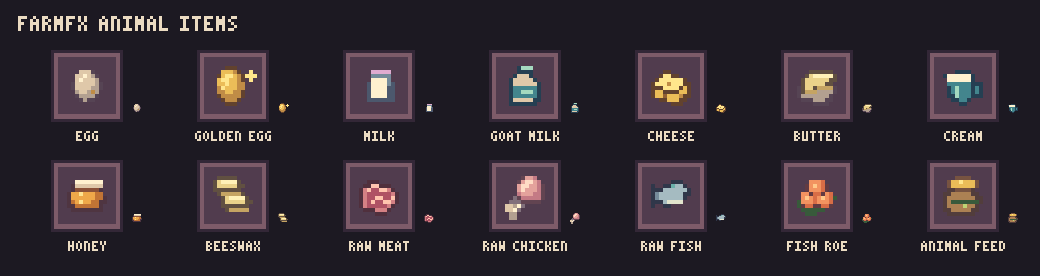 FARMFX ANIMAL ITEMS
EGG
GOLDEN EGG
MILK
GOAT MILK
CHEESE
BUTTER
CREAM
HONEY
BEESWAX
RAW MEAT
RAW CHICKEN
RAW FISH
FISH ROE
ANIMAL FEED